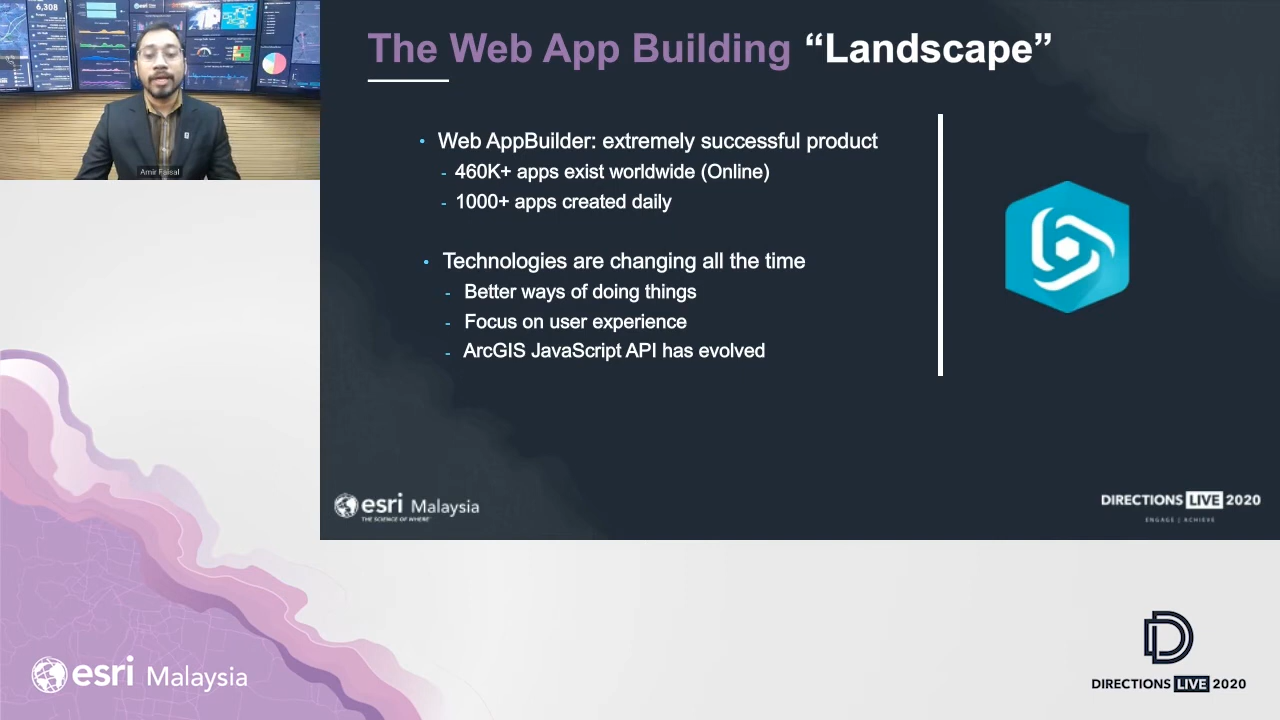 6,308
Amir Faisal
The Web App Building “Landscape”
• Web AppBuilder: extremely successful product
- 460K+ apps exist worldwide (Online)
- 1000+ apps created daily
• Technologies are changing all the time
- Better ways of doing things
- Focus on user experience
- ArcGIS JavaScript API has evolved
esri Malaysia
THE SCIENCE OF WHERE
DIRECTIONS LIVE 2020
ENGAGE | ACHIEVE
esri Malaysia
DIRECTIONS LIVE 2020